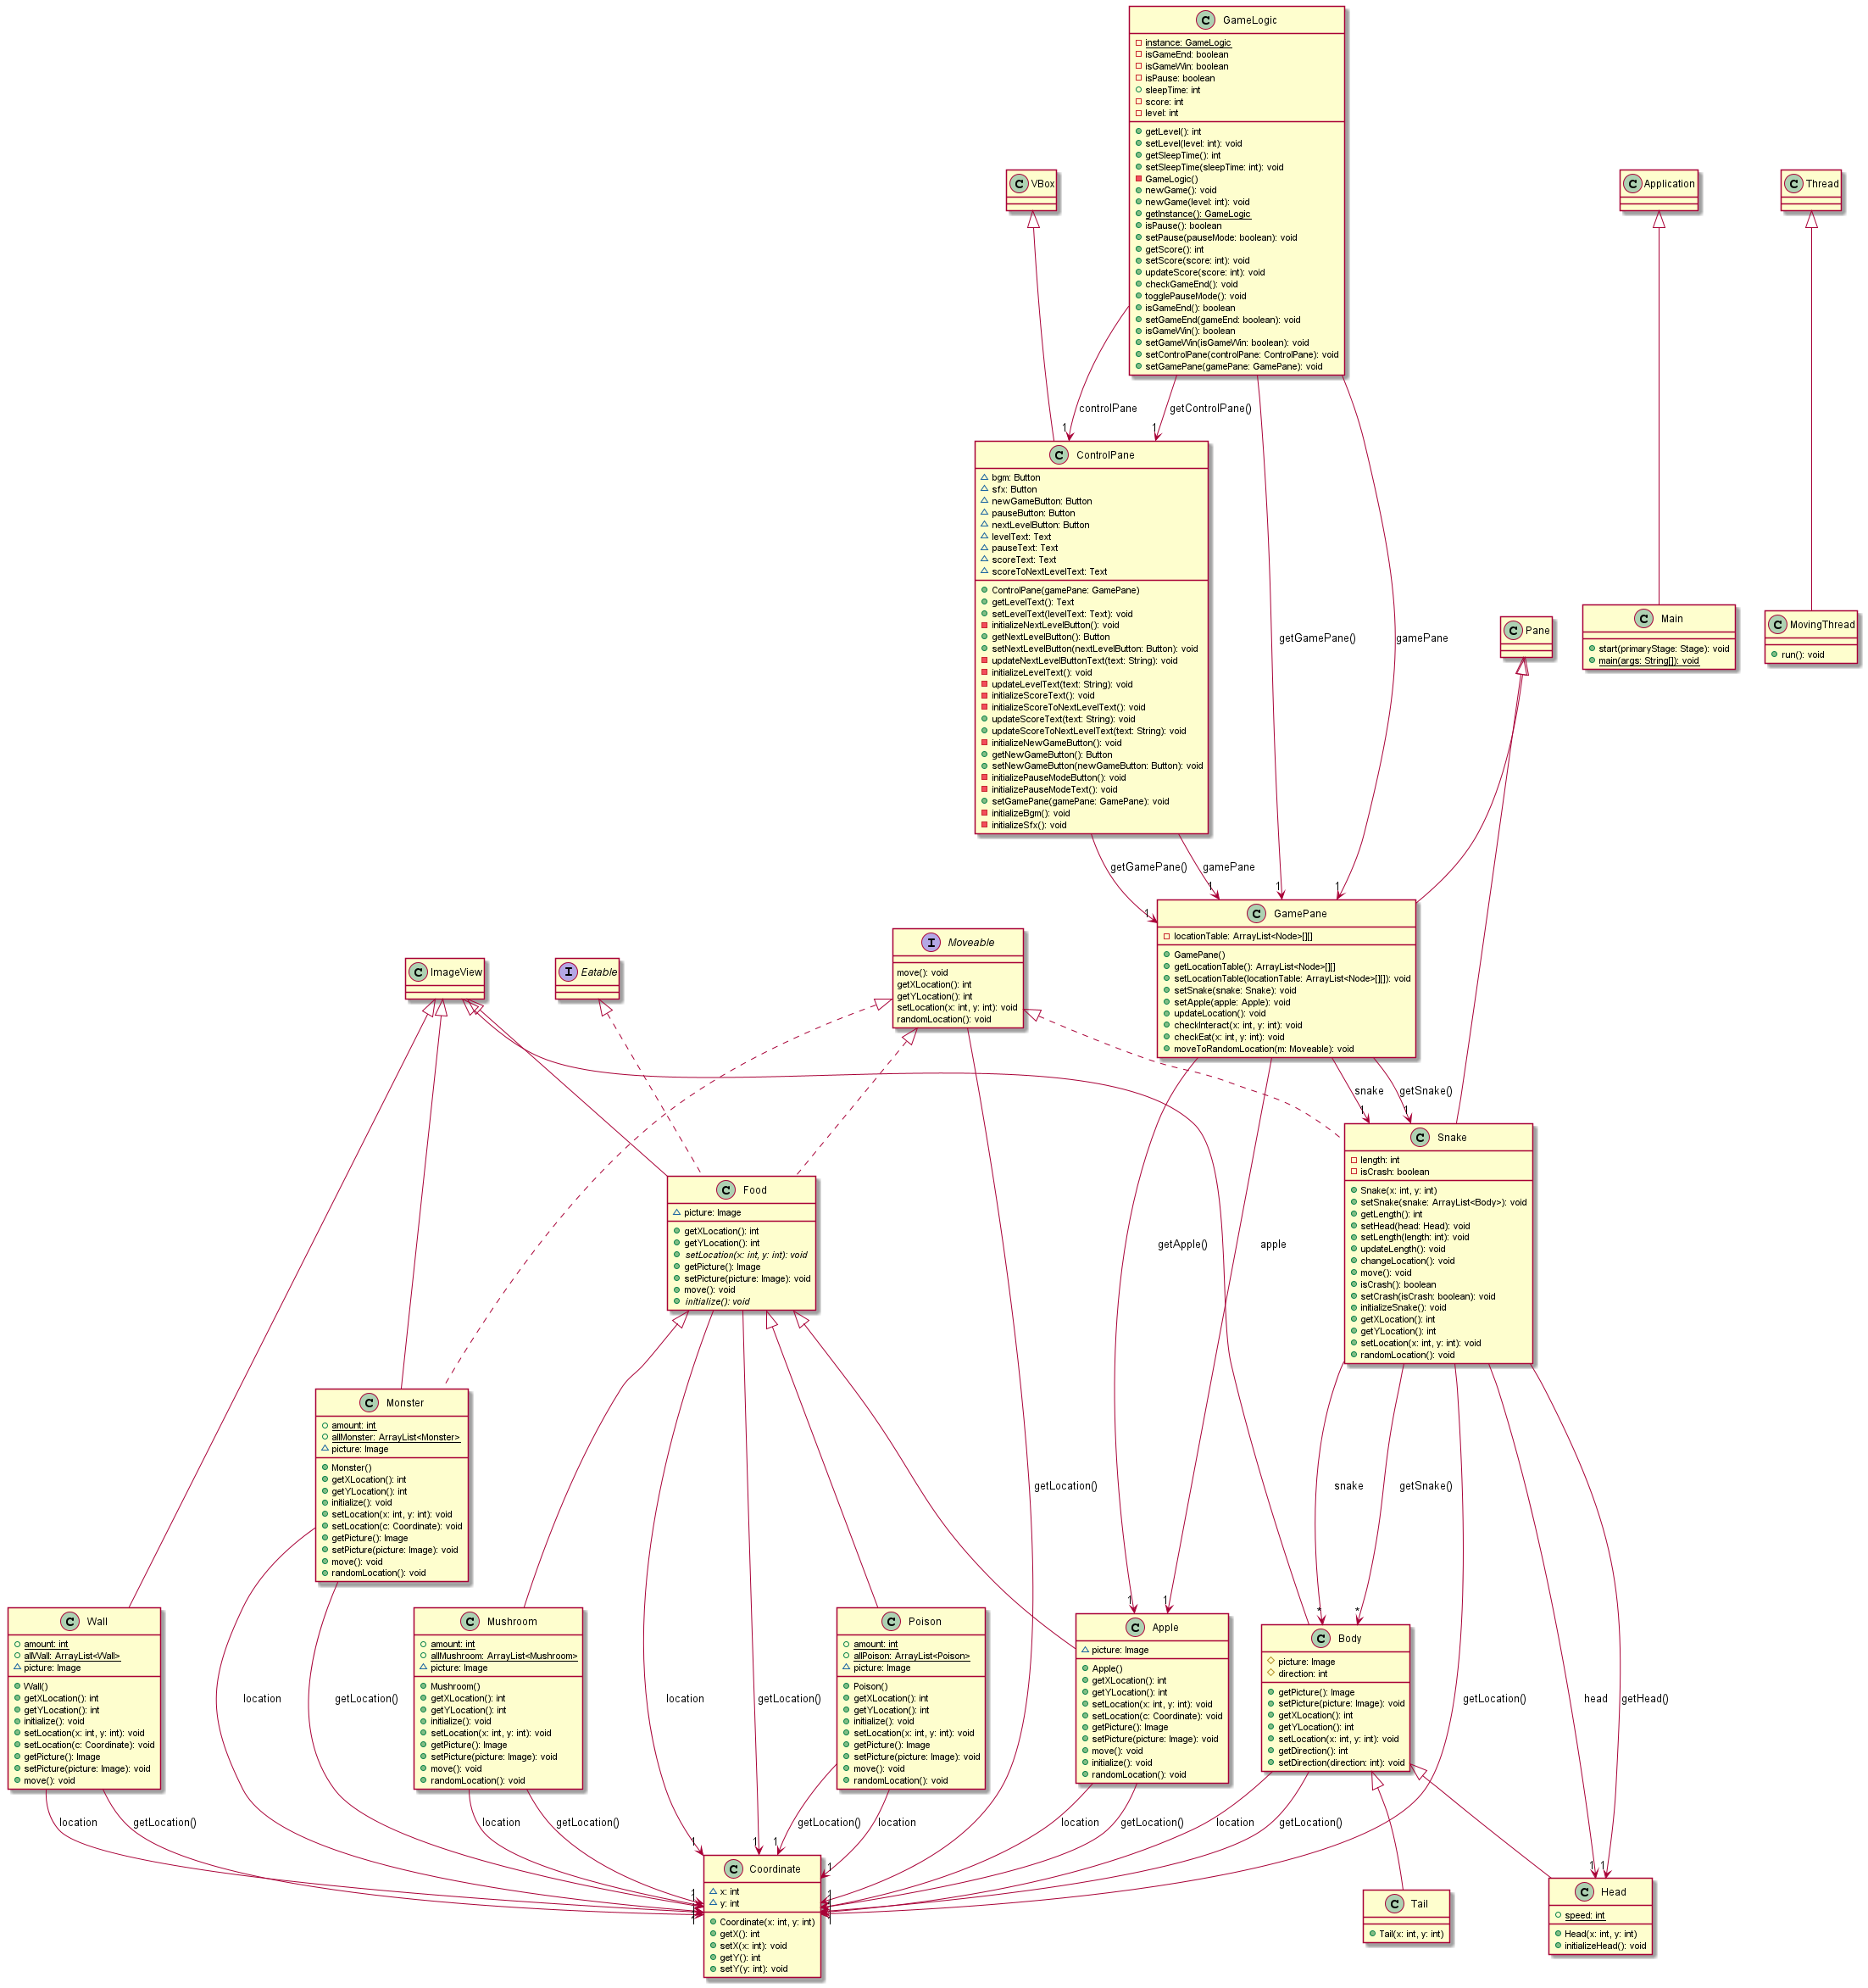 GameLogic
instance: GameLogic
isGameEnd: boolean
isGameWin: boolean
isPause: boolean
sleepTime: int
score: int
level: int
getLevel(): int
setLevel(level: int): void
getSleepTime(): int
setSleepTime(sleepTime: int): void
GameLogic()
newGame(): void
newGame(level: int): void
getInstance(): GameLogic
isPause(): boolean
setPause(pauseMode: boolean): void
getScore(): int
setScore(score: int): void
updateScore(score: int): void
checkGameEnd(): void
togglePauseMode(): void
isGameEnd(): boolean
setGameEnd(gameEnd: boolean): void
isGameWin(): boolean
setGameWin(isGameWin: boolean): void
setControlPane(controlPane: ControlPane): void
setGamePane(gamePane: GamePane): void
VBox
Application
Thread
controlPane
getControlPane()
1
1
ControlPane
bgm: Button
sfx: Button
newGameButton: Button
pauseButton: Button
nextLevelButton: Button
levelText: Text
pauseText: Text
scoreText: Text
scoreToNextLevelText: Text
ControlPane(gamePane: GamePane)
getLevelText(): Text
setLevelText(levelText: Text): void
initializeNextLevelButton(): void
getNextLevelButton(): Button
setNextLevelButton(nextLevelButton: Button): void
updateNextLevelButtonText(text: String): void
initializeLevelText(): void
updateLevelText(text: String): void
initializeScoreText(): void
initializeScoreToNextLevelText(): void
updateScoreText(text: String): void
updateScoreToNextLevelText(text: String): void
initializeNewGameButton(): void
getNewGameButton(): Button
setNewGameButton(newGameButton: Button): void
initializePauseModeButton(): void
initializePauseModeText(): void
setGamePane(gamePane: GamePane): void
initializeBgm(): void
initializeSfx(): void
getGamePane()
gamePane
Pane
Main
start(primaryStage: Stage): void
main(args: String[]): void
MovingThread
run(): void
getGamePane()
gamePane
1
1
1
1
GamePane
locationTable: ArrayList<Node>[][]
GamePane()
getLocationTable(): ArrayList<Node>[][]
setLocationTable(locationTable: ArrayList<Node>[][]): void
setSnake(snake: Snake): void
setApple(apple: Apple): void
updateLocation(): void
checkInteract(x: int, y: int): void
checkEat(x: int, y: int): void
moveToRandomLocation(m: Moveable): void
ImageView
Eatable
Moveable
move(): void
getXLocation(): int
getYLocation(): int
setLocation(x: int, y: int): void
randomLocation(): void
snake
getSnake()
1
1
Snake
length: int
isCrash: boolean
Snake(x: int, y: int)
setSnake(snake: ArrayList<Body>): void
getLength(): int
setHead(head: Head): void
setLength(length: int): void
updateLength(): void
changeLocation(): void
move(): void
isCrash(): boolean
setCrash(isCrash: boolean): void
initializeSnake(): void
getXLocation(): int
getYLocation(): int
setLocation(x: int, y: int): void
randomLocation(): void
Food
picture: Image
getXLocation(): int
getYLocation(): int
setLocation(x: int, y: int): void
getPicture(): Image
setPicture(picture: Image): void
move(): void
initialize(): void
getApple()
apple
Monster
amount: int
allMonster: ArrayList<Monster>
picture: Image
Monster()
getXLocation(): int
getYLocation(): int
initialize(): void
setLocation(x: int, y: int): void
setLocation(c: Coordinate): void
getPicture(): Image
setPicture(picture: Image): void
move(): void
randomLocation(): void
getLocation()
snake
getSnake()
Wall
amount: int
allWall: ArrayList<Wall>
picture: Image
Wall()
getXLocation(): int
getYLocation(): int
initialize(): void
setLocation(x: int, y: int): void
setLocation(c: Coordinate): void
getPicture(): Image
setPicture(picture: Image): void
move(): void
location
getLocation()
Mushroom
amount: int
allMushroom: ArrayList<Mushroom>
picture: Image
Mushroom()
getXLocation(): int
getYLocation(): int
initialize(): void
setLocation(x: int, y: int): void
getPicture(): Image
setPicture(picture: Image): void
move(): void
randomLocation(): void
location
getLocation()
Poison
amount: int
allPoison: ArrayList<Poison>
picture: Image
Poison()
getXLocation(): int
getYLocation(): int
initialize(): void
setLocation(x: int, y: int): void
getPicture(): Image
setPicture(picture: Image): void
move(): void
randomLocation(): void
1
1
Apple
picture: Image
Apple()
getXLocation(): int
getYLocation(): int
setLocation(x: int, y: int): void
setLocation(c: Coordinate): void
getPicture(): Image
setPicture(picture: Image): void
move(): void
initialize(): void
randomLocation(): void
*
*
Body
picture: Image
direction: int
getPicture(): Image
setPicture(picture: Image): void
getXLocation(): int
getYLocation(): int
setLocation(x: int, y: int): void
getDirection(): int
setDirection(direction: int): void
getLocation()
head
getHead()
location
getLocation()
location
getLocation()
getLocation()
location
location
getLocation()
location
getLocation()
1
1
1
1
Coordinate
x: int
y: int
Coordinate(x: int, y: int)
getX(): int
setX(x: int): void
getY(): int
setY(y: int): void
Tail
Tail(x: int, y: int)
1
1
Head
speed: int
Head(x: int, y: int)
initializeHead(): void